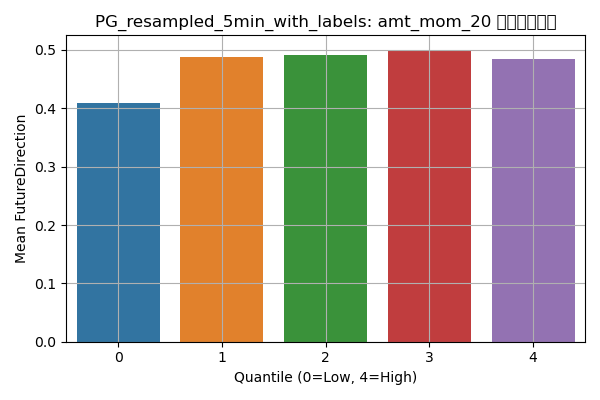 PG_resampled_5min_with_labels: amt_mom_20
0.5
0.4
0.3
0.2
0.1
0.0
Mean FutureDirection
0 1 2 3 4
Quantile (0=Low, 4=High)